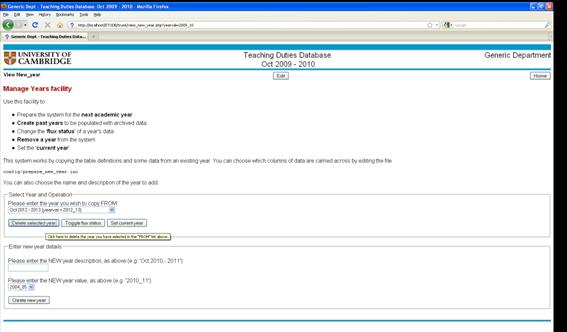 Generic Dept - Teaching Duties Database Oct 2009 - 2010 - Mozilla Firefox
File Edit View History Bookmarks Tools Help
http://localhost/BTDDB/trunk/view_new_year.php?yearval=2009_10
Google
Generic Dept - Teaching Duties Data...
UNIVERSITY OF CAMBRIDGE
Teaching Duties Database
Oct 2009 - 2010
Generic Department
View New_year
Edit
Home
Manage Years facility
Use this facility to:
Prepare the system for the next academic year
Create past years to be populated with archived data
Change the 'flux status' of a year's data
Remove a year from the system
Set the 'current year'
This system works by copying the table definitions and some data from an existing year. You can choose which columns of data are carried across by editing the file
config/prepare_new_year.inc
You can also choose the name and description of the year to add.
Select Year and Operation
Please enter the year you wish to copy FROM:
Oct 2012 - 2013 (yearval = 2012_13)
Delete selected year
Toggle flux status
Set current year
Click here to delete the year you have selected in the "FROM" list above.
Enter new year details
Please enter the NEW year description, as above (e.g. 'Oct 2010 - 2011')
Please enter the NEW year value, as above (e.g. '2010_11')
2004_05
Create new year